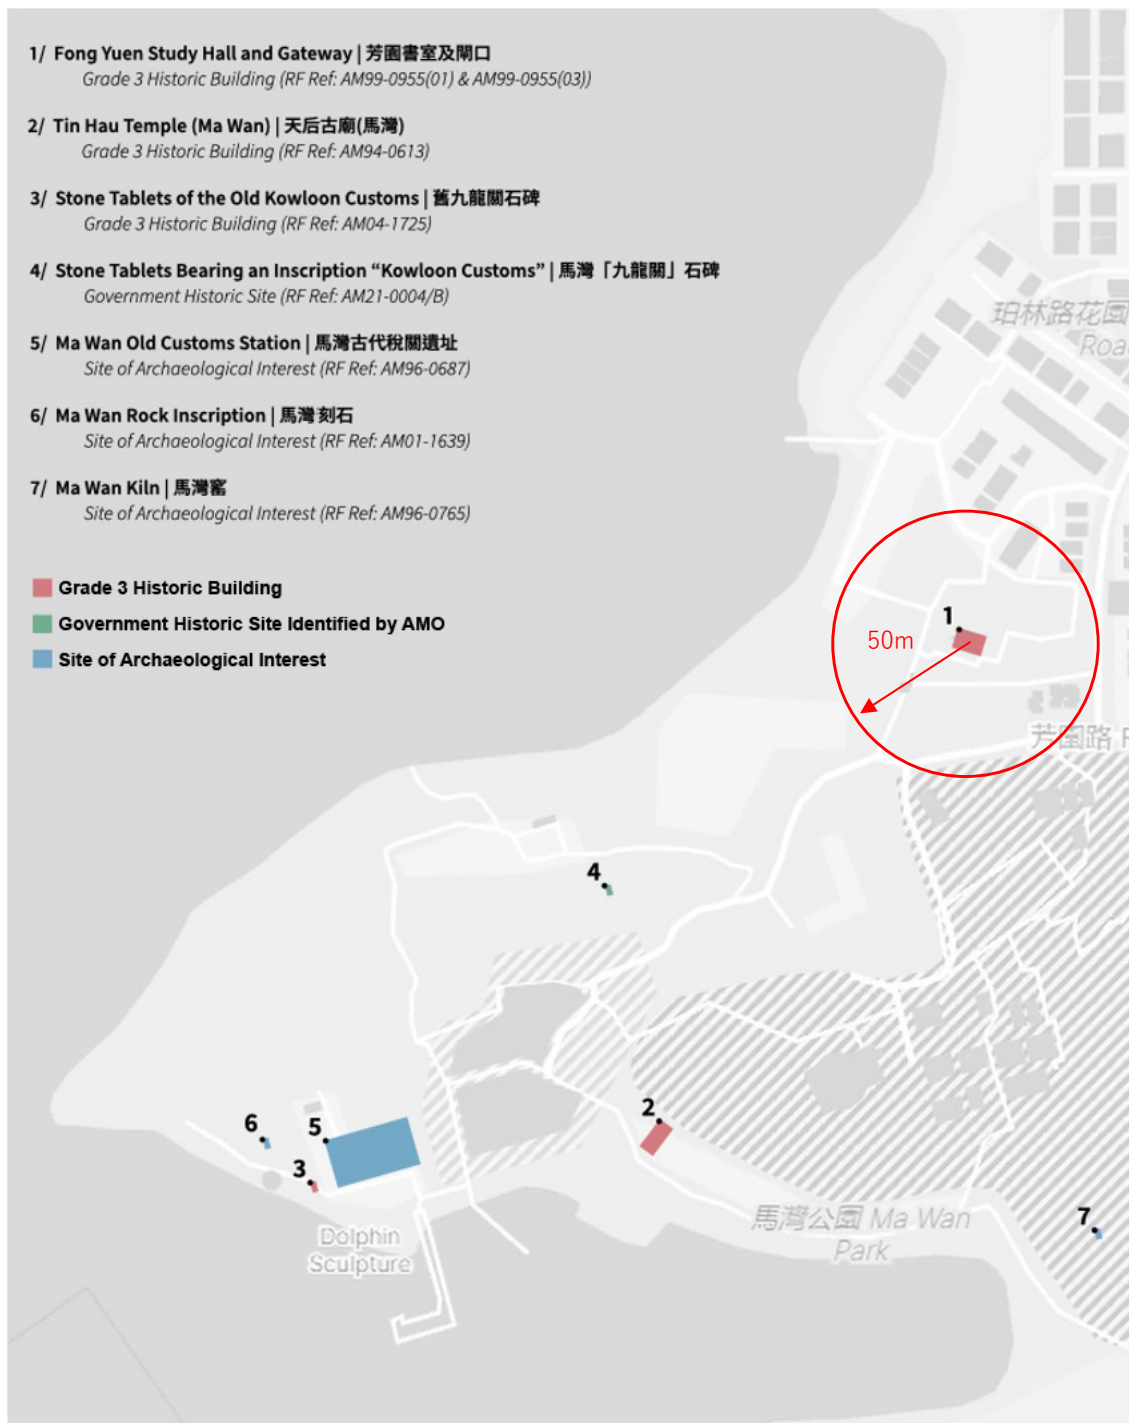 1/ Fong Yuen Study Hall and Gateway | 芳園書室及閘口
Grade 3 Historic Building (RF Ref: AM99-0955(01) & AM99-0955(03))
2/ Tin Hau Temple (Ma Wan) | 天后古廟(馬灣)
Grade 3 Historic Building (RF Ref: AM94-0613)
3/ Stone Tablets of the Old Kowloon Customs | 舊九龍關石碑
Grade 3 Historic Building (RF Ref: AM04-1725)
4/ Stone Tablets Bearing an Inscription “Kowloon Customs” | 馬灣「九龍關」石碑
Government Historic Site (RF Ref: AM21-0004/B)
5/ Ma Wan Old Customs Station | 馬灣古代稅關遺址
Site of Archaeological Interest (RF Ref: AM96-0687)
6/ Ma Wan Rock Inscription | 馬灣刻石
Site of Archaeological Interest (RF Ref: AM01-1639)
7/ Ma Wan Kiln | 馬灣窰
Site of Archaeological Interest (RF Ref: AM96-0765)
Grade 3 Historic Building
Government Historic Site Identified by AMO
Site of Archaeological Interest
珀林路花園
Roa
1
50m
芳園路 F
4
2
6
5
3
7
馬灣公園 Ma Wan
Park
Dolphin
Sculpture